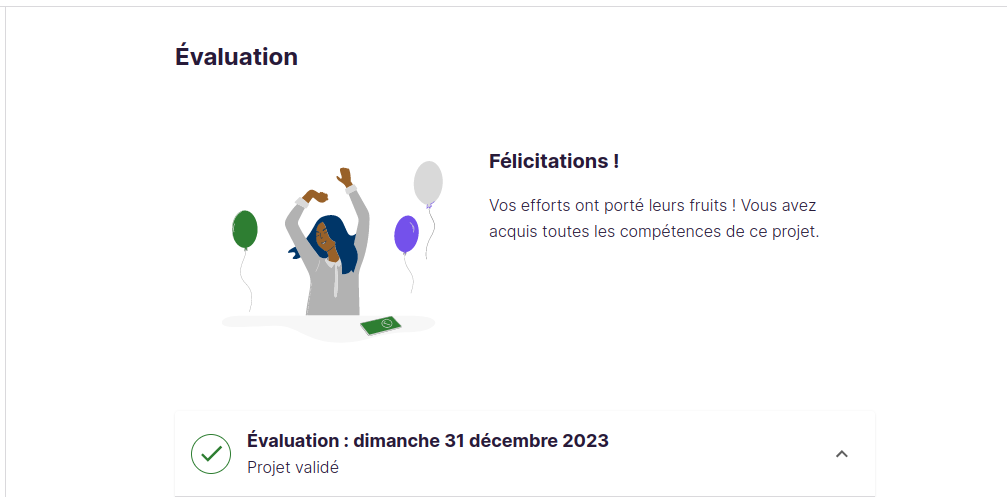 Évaluation
Félicitations !
Vos efforts ont porté leurs fruits ! Vous avez
acquis toutes les compétences de ce projet.
Évaluation : dimanche 31 décembre 2023
Projet validé